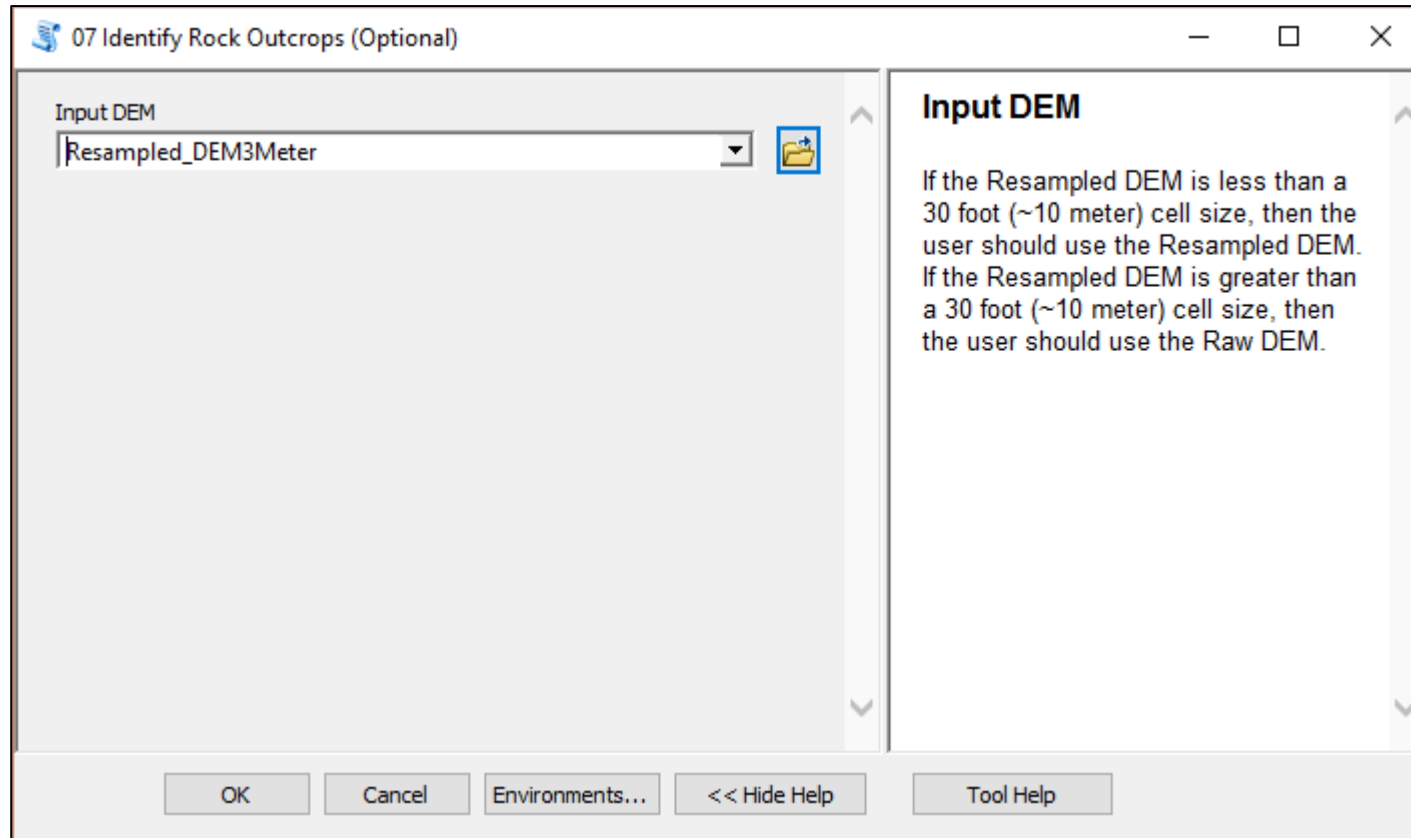 07 Identify Rock Outcrops (Optional)
Input DEM
Resampled_DEM3Meter
Input DEM
If the Resampled DEM is less than a
30 foot (~10 meter) cell size, then the
user should use the Resampled DEM.
If the Resampled DEM is greater than
a 30 foot (~10 meter) cell size, then
the user should use the Raw DEM.
OK
Cancel
Environments...
<< Hide Help
Tool Help